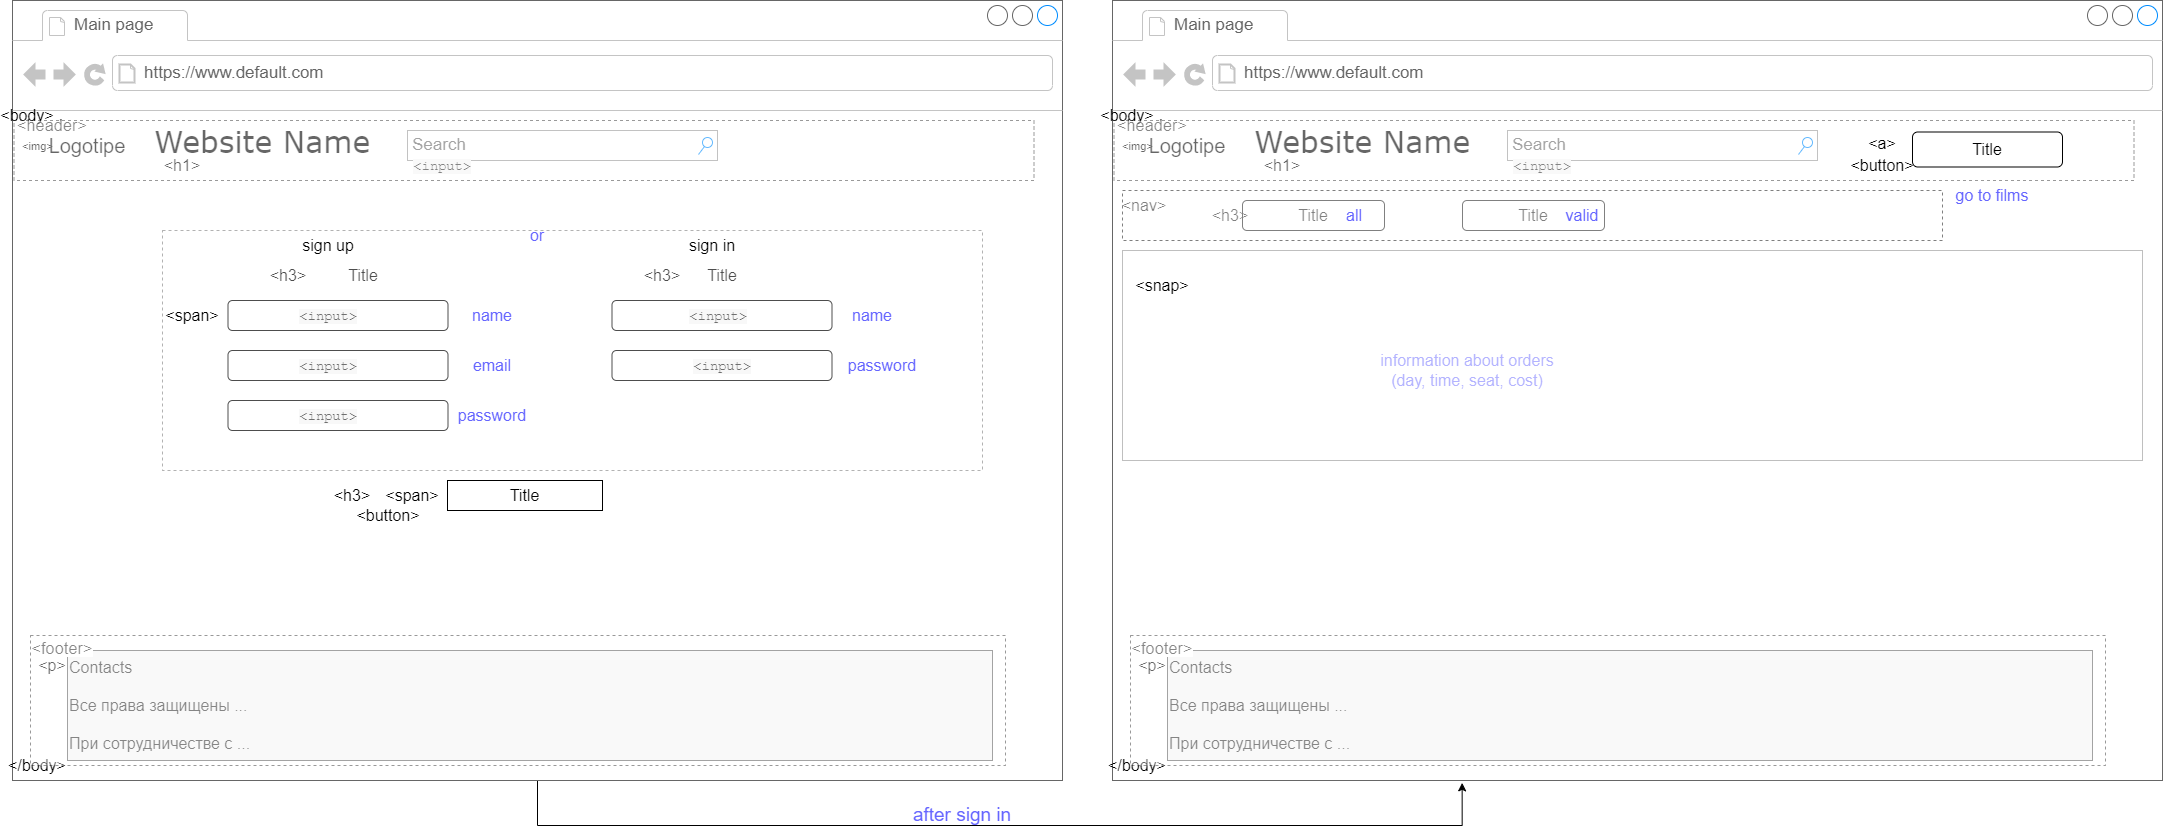 Main page
https://www.default.com
<body>
<header>
<img> Logotipe
Website Name
<h1>
Search
<input>
sign up
or
sign in
<h3> Title
<h3> Title
<span> <input> name
<input> name
<input> email
<input> password
<input> password
<h3> <span> Title
<button>
<footer>
<p> Contacts
Все права защищены ...
При сотрудничестве с ...
</body>
after sign in
Main page
https://www.default.com
<body>
<header>
<img> Logotipe
Website Name
<h1>
Search
<input>
<a>
<button>
Title
go to films
<nav>
<h3> Title all
Title valid
<snap>
information about orders
(day, time, seat, cost)
<footer>
<p> Contacts
Все права защищены ...
При сотрудничестве с ...
</body>